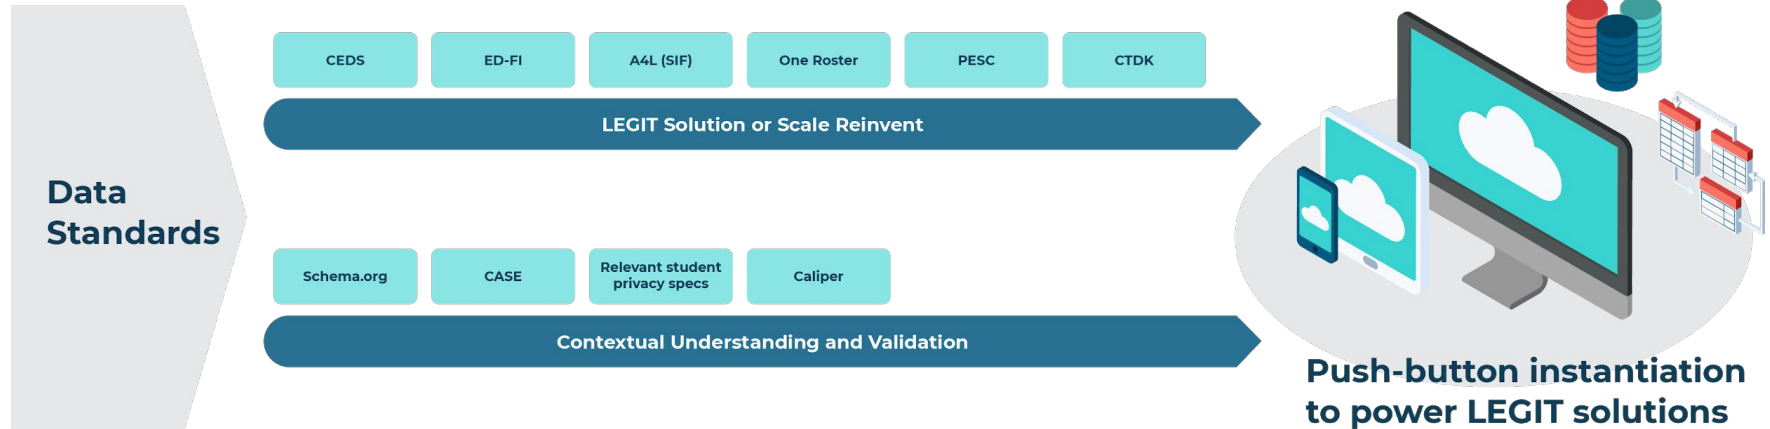 Data
Standards
CEDS
ED-FI
A4L (SIF)
One Roster
PESC
CTDK
LEGIT Solution or Scale Reinvent
Schema.org
CASE
Relevant student
privacy specs
Caliper
Contextual Understanding and Validation
Push-button instantiation
to power LEGIT solutions